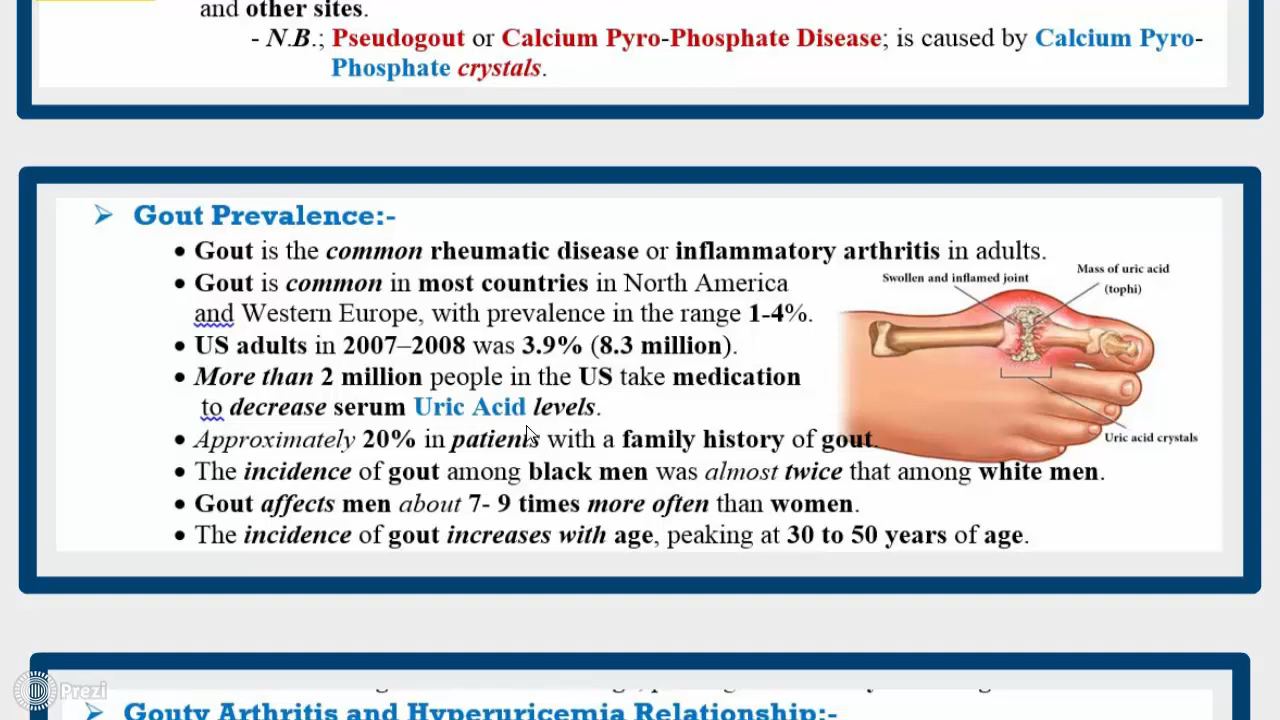 and other sites.
- N.B.; Pseudogout or Calcium Pyro-Phosphate Disease; is caused by Calcium Pyro-
Phosphate crystals.
➢ Gout Prevalence:-
• Gout is the common rheumatic disease or inflammatory arthritis in adults.
• Gout is common in most countries in North America
and Western Europe, with prevalence in the range 1-4%.
• US adults in 2007–2008 was 3.9% (8.3 million).
• More than 2 million people in the US take medication
to decrease serum Uric Acid levels.
• Approximately 20% in patients with a family history of gout.
• The incidence of gout among black men was almost twice that among white men.
• Gout affects men about 7- 9 times more often than women.
• The incidence of gout increases with age, peaking at 30 to 50 years of age.
Swollen and inflamed joint
Mass of uric acid
(tophi)
Uric acid crystals
Prezi
➢ Gouty Arthritis and Hyperuricemia Relationship:-